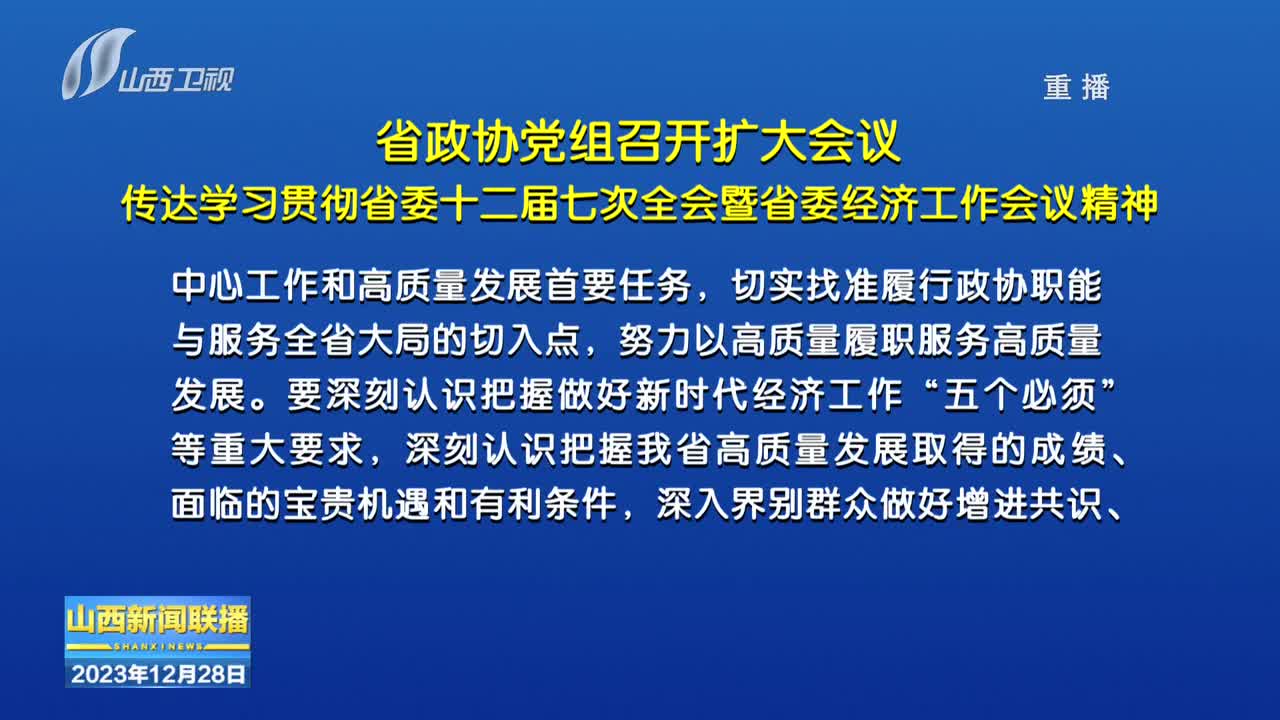 山西卫视
重播
省政协党组召开扩大会议
传达学习贯彻省委十二届七次全会暨省委经济工作会议精神
中心工作和高质量发展首要任务，切实找准履行政协职能
与服务全省大局的切入点，努力以高质量履职服务高质量
发展。要深刻认识把握做好新时代经济工作“五个必须”
等重大要求，深刻认识把握我省高质量发展取得的成绩、
面临的宝贵机遇和有利条件，深入界别群众做好增进共识、
山西新闻联播
SHANXI NEWS
2023年12月28日